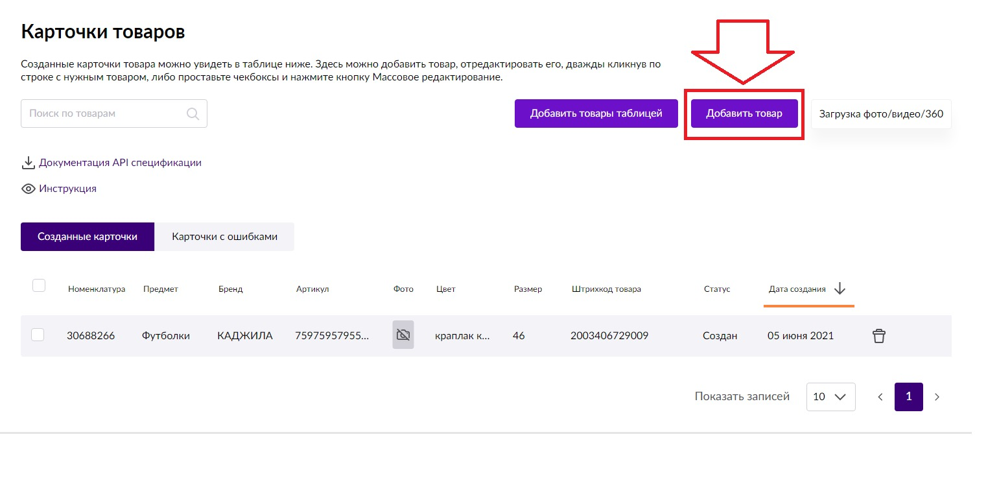 Карточки товаров
Созданные карточки товара можно увидеть в таблице ниже. Здесь можно добавить товар, отредактировать его, дважды кликнув по
строке с нужным товаром, либо проставьте чекбоксы и нажмите кнопку Массовое редактирование.
Поиск по товарам
Добавить товары таблицей
Добавить товар
Загрузка фото/видео/360
Документация API спецификации
Инструкция
Созданные карточки
Карточки с ошибками
Номенклатура Предмет Бренд Артикул Фото Цвет Размер Штрихкод товара Статус Дата создания
30688266 Футболки КАДЖИЛА 75975957955... краплак к... 46 2003406729009 Создан 05 июня 2021
Показать записей 10 1